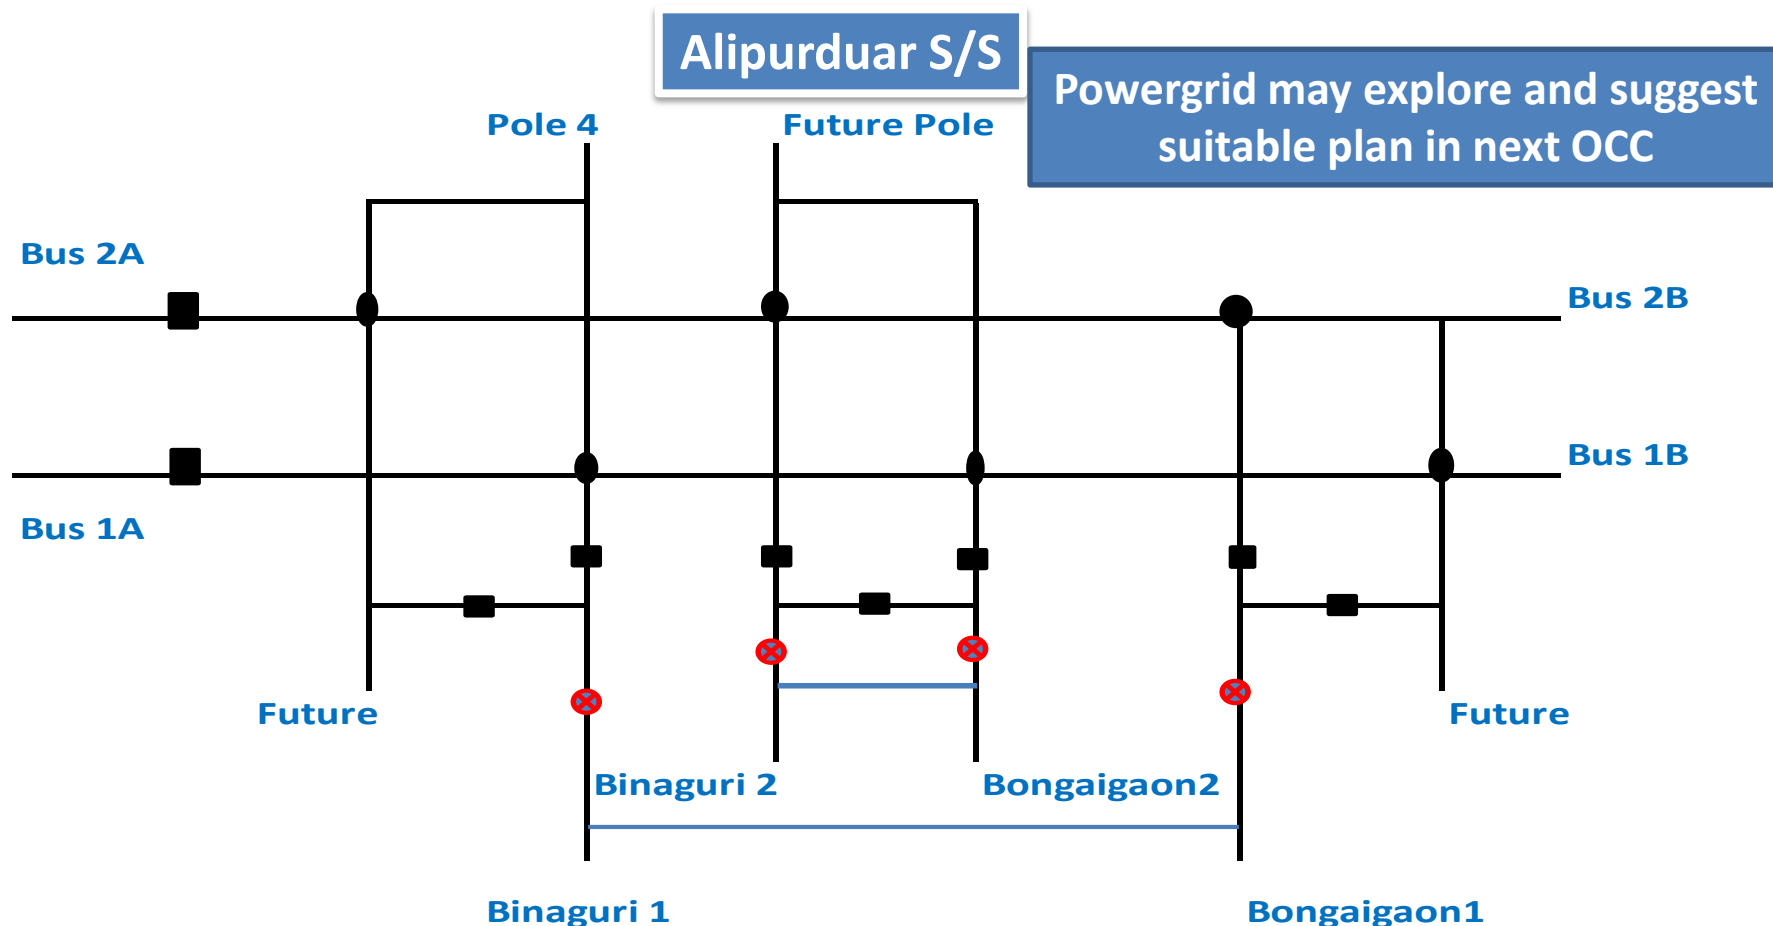 Alipurduar S/S
Powergrid may explore and suggest
suitable plan in next OCC
Pole 4
Future Pole
Bus 2A
Bus 2B
Bus 1B
Bus 1A
Future
Future
Binaguri 2
Bongaigaon2
Binaguri 1
Bongaigaon1